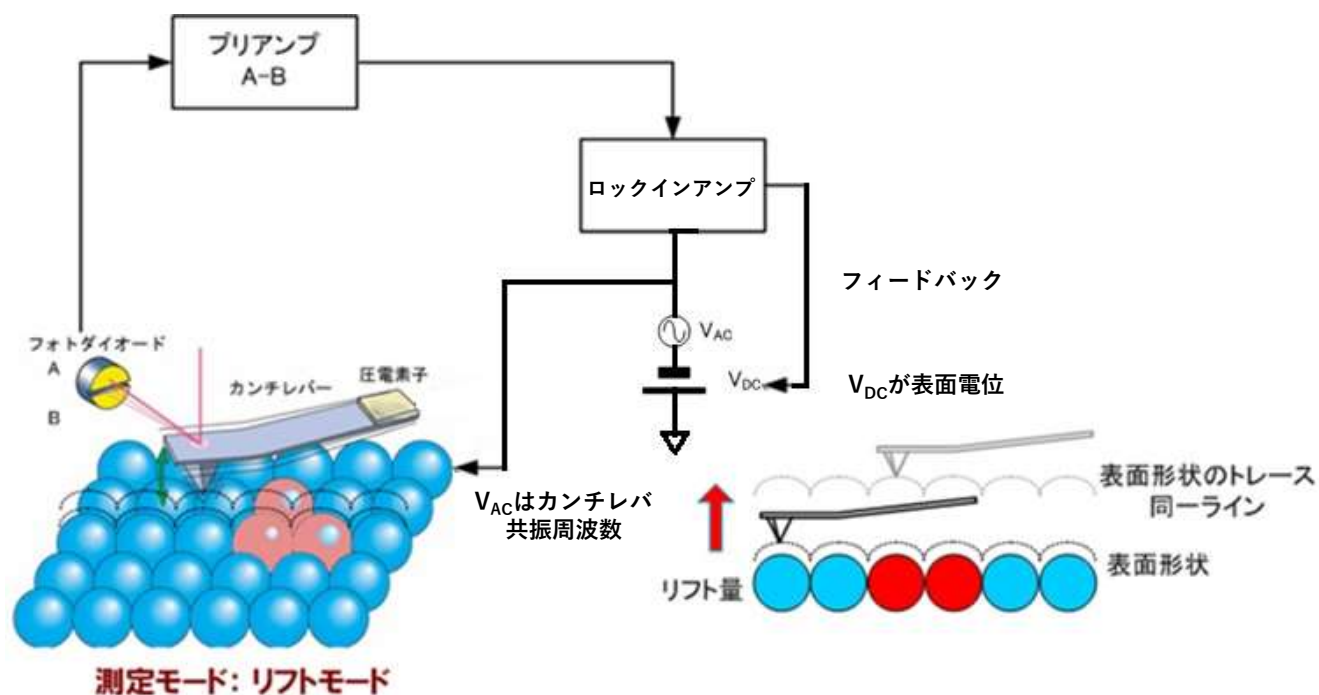 プリアンプ
A-B
ロックインアンプ
フィードバック
VAC
VDC
VDCが表面電位
フォトダイオード
A
B
カンチレバー
圧電素子
VACはカンチレバ
共振周波数
表面形状のトレース
同一ライン
表面形状
リフト量
測定モード: リフトモード